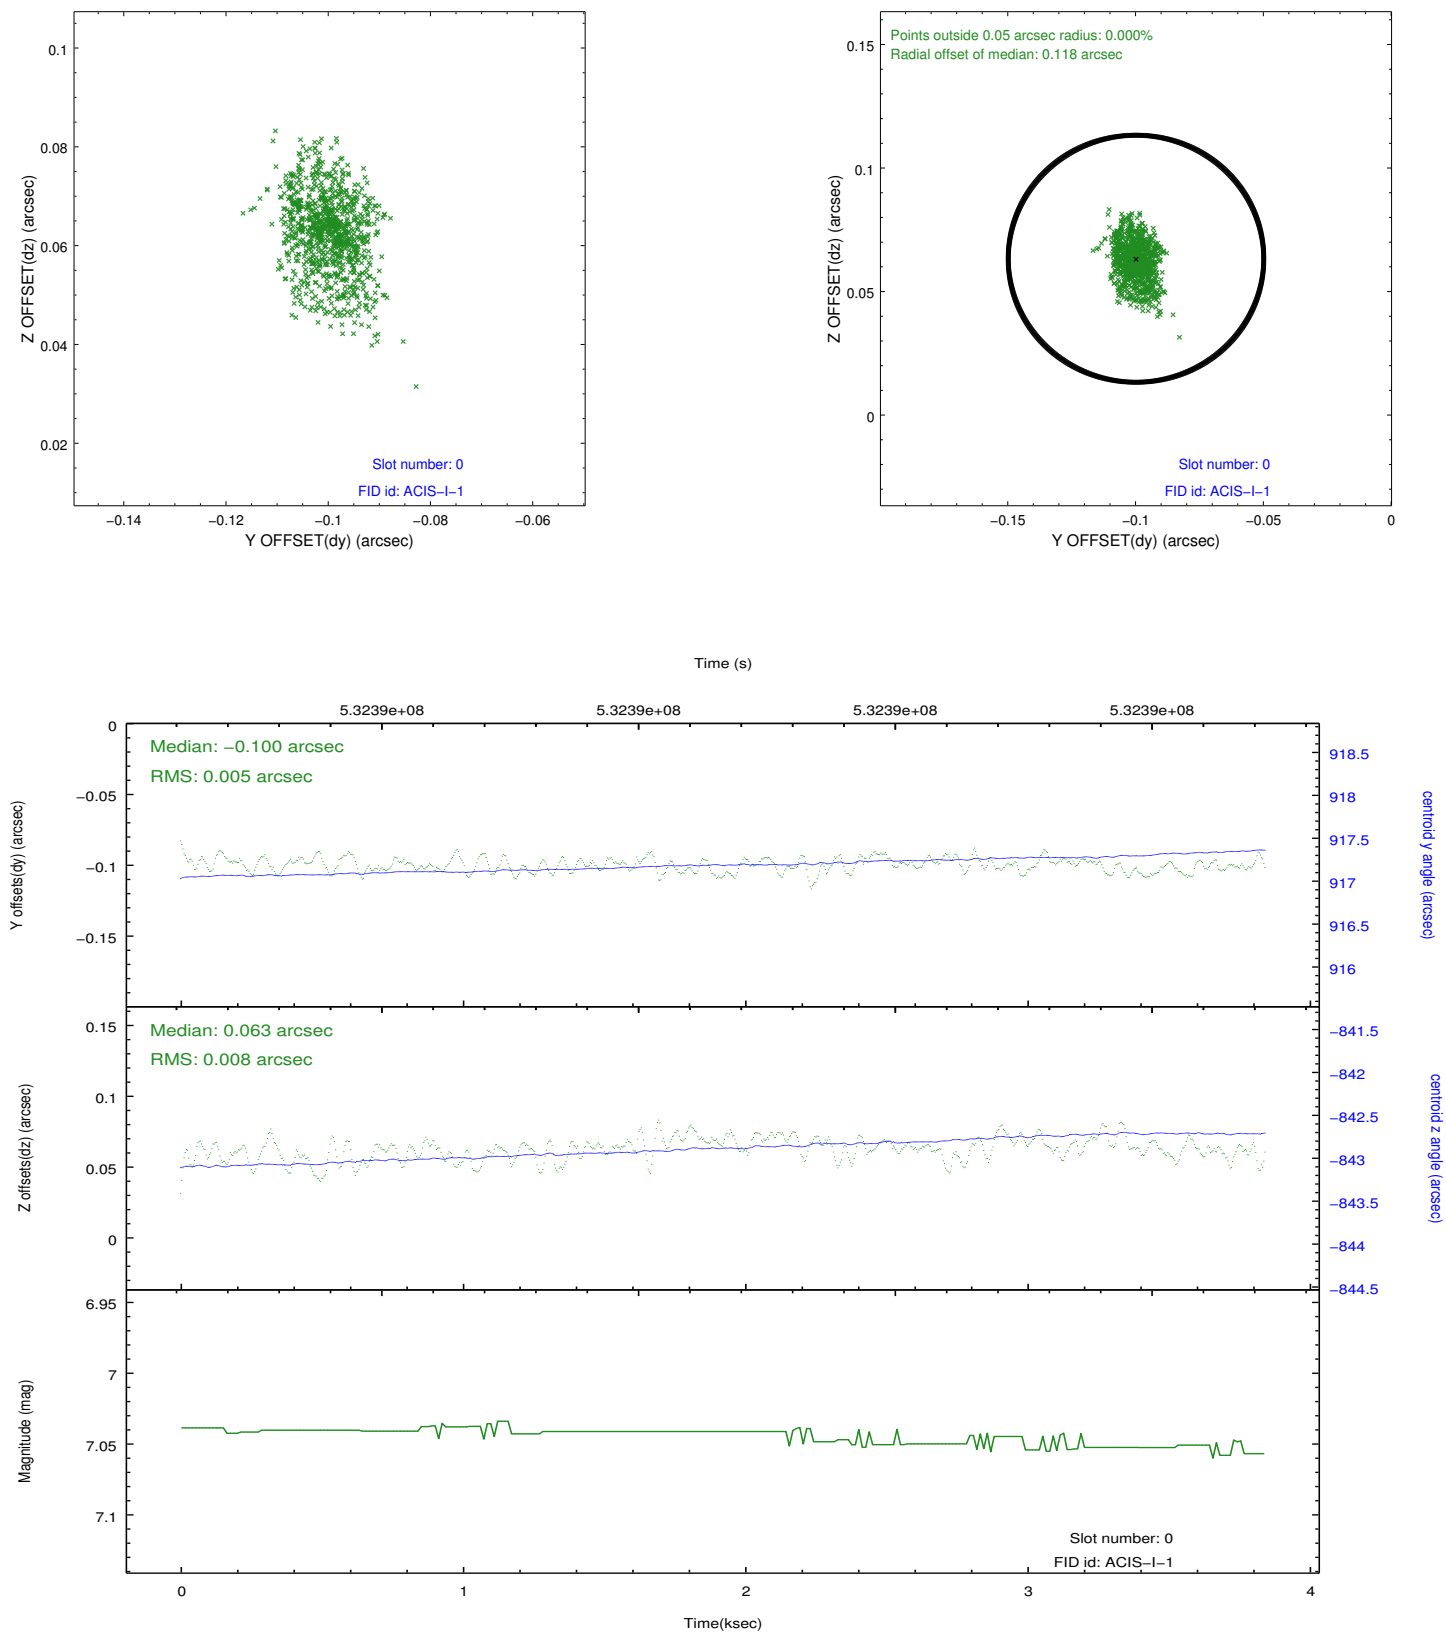 0.1
0.08
0.06
0.04
0.02
Z OFFSET(dz) (arcsec)
Slot number: 0
FID id: ACIS−I−1
−0.14
−0.12
−0.1
−0.08
−0.06
Y OFFSET(dy) (arcsec)
Points outside 0.05 arcsec radius: 0.000%
Radial offset of median: 0.118 arcsec
0.15
0.1
0.05
0
Z OFFSET(dz) (arcsec)
Slot number: 0
FID id: ACIS−I−1
−0.15
−0.1
−0.05
0
Y OFFSET(dy) (arcsec)
Time (s)
5.3239e+08
5.3239e+08
5.3239e+08
5.3239e+08
Median: −0.100 arcsec
RMS: 0.005 arcsec
0
−0.05
−0.1
−0.15
Y offsets(dy) (arcsec)
918.5
918
917.5
917
916.5
916
centroid y angle (arcsec)
Median: 0.063 arcsec
RMS: 0.008 arcsec
0.15
0.1
0.05
0
Z offsets(dz) (arcsec)
−841.5
−842
−842.5
−843
−843.5
−844
−844.5
centroid z angle (arcsec)
6.95
7
7.05
7.1
Magnitude (mag)
Slot number: 0
FID id: ACIS−I−1
0
1
2
3
4
Time(ksec)